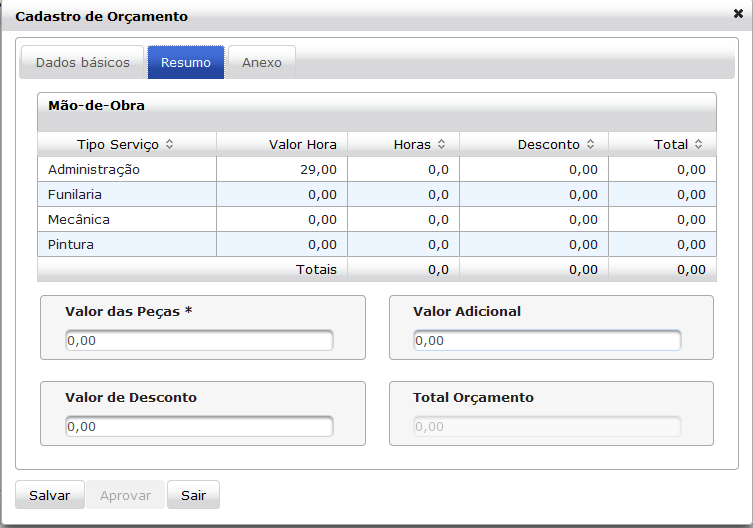 Cadastro de Orçamento
Dados básicos Resumo Anexo
Mão-de-Obra
Tipo Serviço Valor Hora Horas Desconto Total
Administração 29,00 0,0 0,00 0,00
Funilaria 0,00 0,0 0,00 0,00
Mecânica 0,00 0,0 0,00 0,00
Pintura 0,00 0,0 0,00 0,00
Totais 0,0 0,00 0,00
Valor das Peças * Valor Adicional
0,00 0,00
Valor de Desconto Total Orçamento
0,00 0,00
Salvar Aprovar Sair